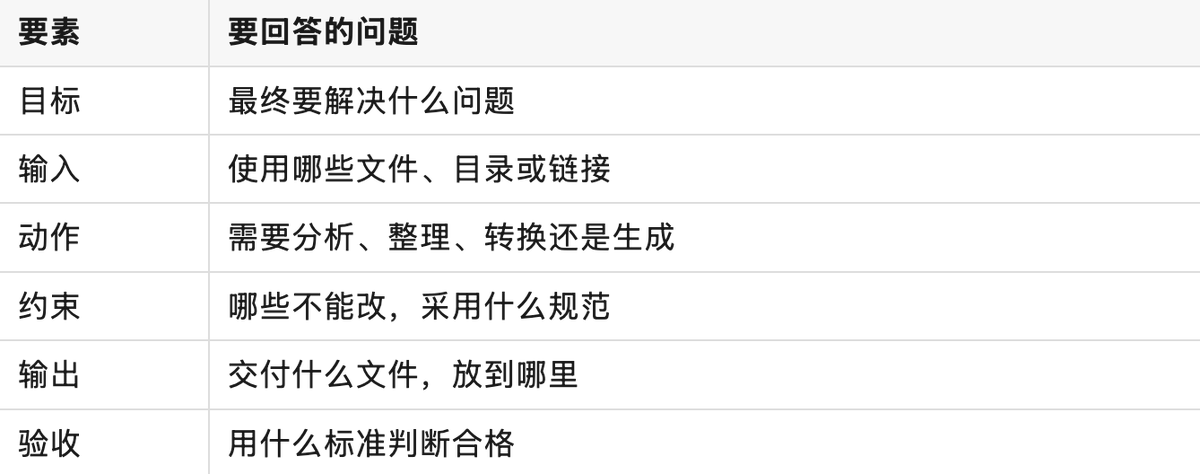 要素 要回答的问题
目标 最终要解决什么问题
输入 使用哪些文件、目录或链接
动作 需要分析、整理、转换还是生成
约束 哪些不能改，采用什么规范
输出 交付什么文件，放到哪里
验收 用什么标准判断合格